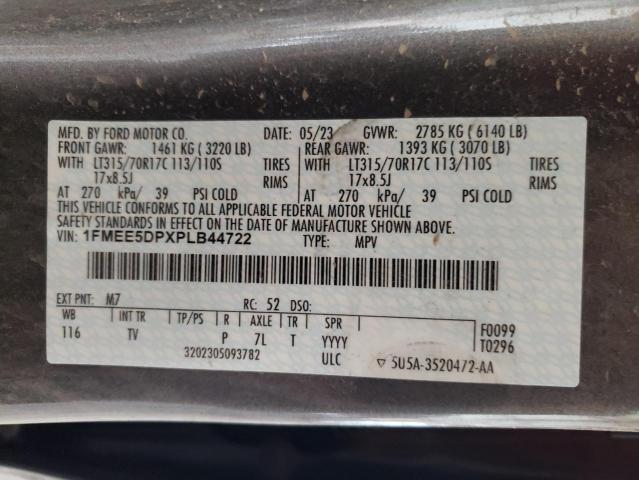 MFD. BY FORD MOTOR CO. DATE: 05/23 GVWR: 2785 KG ( 6140 LB)
FRONT GAWR: 1461 KG ( 3220 LB) REAR GAWR: 1393 KG ( 3070 LB)
WITH LT315/70R17C 113/110S TIRES WITH LT315/70R17C 113/110S TIRES
17x8.5J RIMS 17x8.5J RIMS
AT 270 kPa/ 39 PSI COLD AT 270 kPa/ 39 PSI COLD
THIS VEHICLE CONFORMS TO ALL APPLICABLE FEDERAL MOTOR VEHICLE
SAFETY STANDARDS IN EFFECT ON THE DATE OF MANUFACTURE SHOWN ABOVE.
VIN: 1FMEE5DPXPLB44722 TYPE: MPV
EXT PNT: M7 RC: 52 DSO:
WB INT TR TP/PS R AXLE TR SPR F0099
116 TV P 7L T YYYY T0296
3202305093782 ULC ▽ 5U5A-3520472-AA